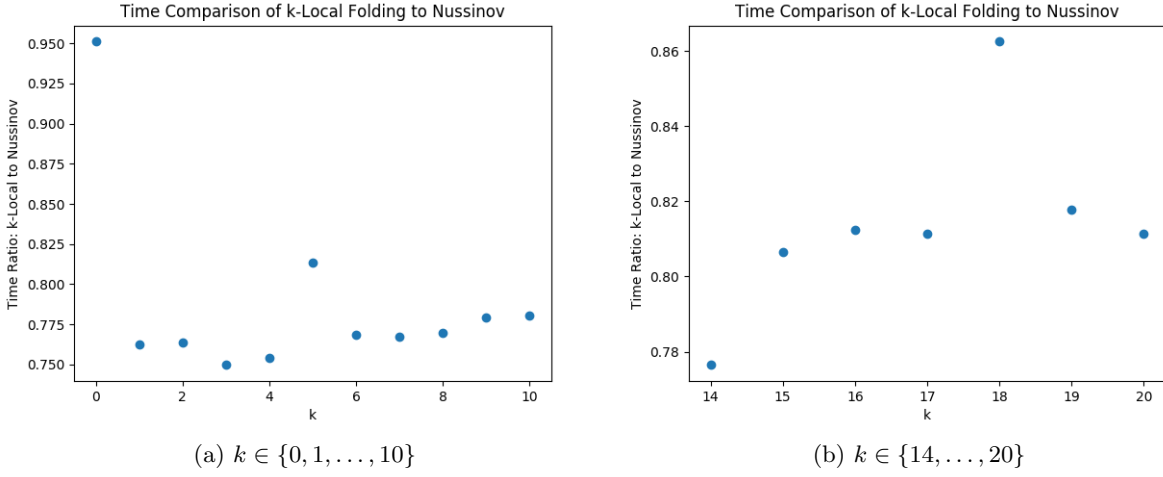 Time Comparison of k-Local Folding to Nussinov
Time Ratio: k-Local to Nussinov
0.950
0.925
0.900
0.875
0.850
0.825
0.800
0.775
0.750
0 2 4 6 8 10
k
(a) k ∈ {0, 1, . . . , 10}
Time Comparison of k-Local Folding to Nussinov
Time Ratio: k-Local to Nussinov
0.86
0.84
0.82
0.80
0.78
14 15 16 17 18 19 20
k
(b) k ∈ {14, . . . , 20}